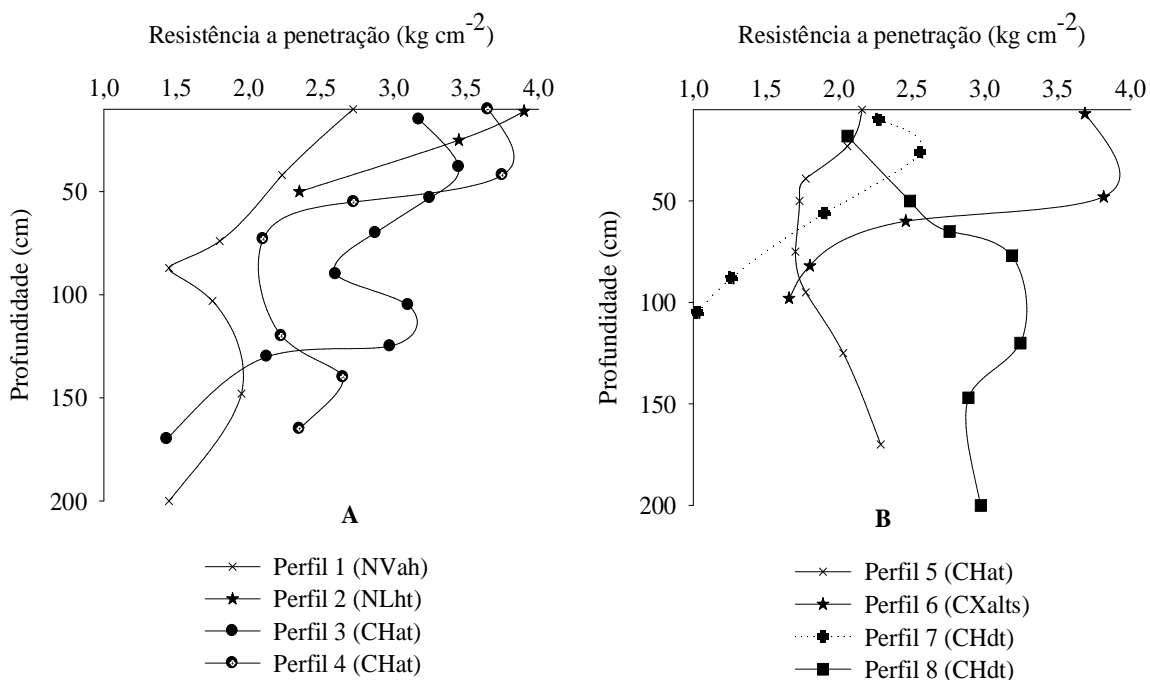 Resistência a penetração (kg cm-2)
1,0 1,5 2,0 2,5 3,0 3,5 4,0
50
100
150
200
Profundidade (cm)
A
Perfil 1 (NVah)
Perfil 2 (NLht)
Perfil 3 (CHat)
Perfil 4 (CHat)
Resistência a penetração (kg cm-2)
1,0 1,5 2,0 2,5 3,0 3,5 4,0
50
100
150
200
Profundidade (cm)
B
Perfil 5 (CHat)
Perfil 6 (CXalts)
Perfil 7 (CHdt)
Perfil 8 (CHdt)